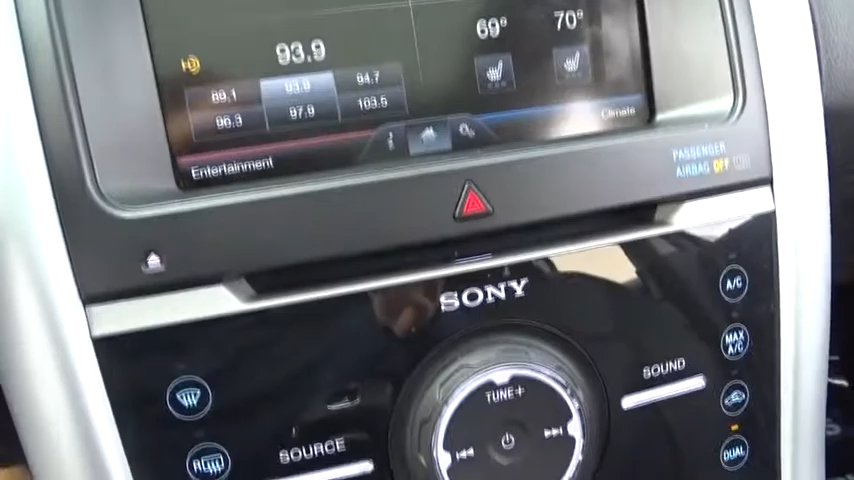 69° 70°
93.9
89.1 93.9 94.7
96.3 97.9 103.5
Entertainment Climate
PASSENGER
AIRBAG OFF
SONY
A/C
MAX
A/C
SOUND
TUNE+
SOURCE
R
DUAL